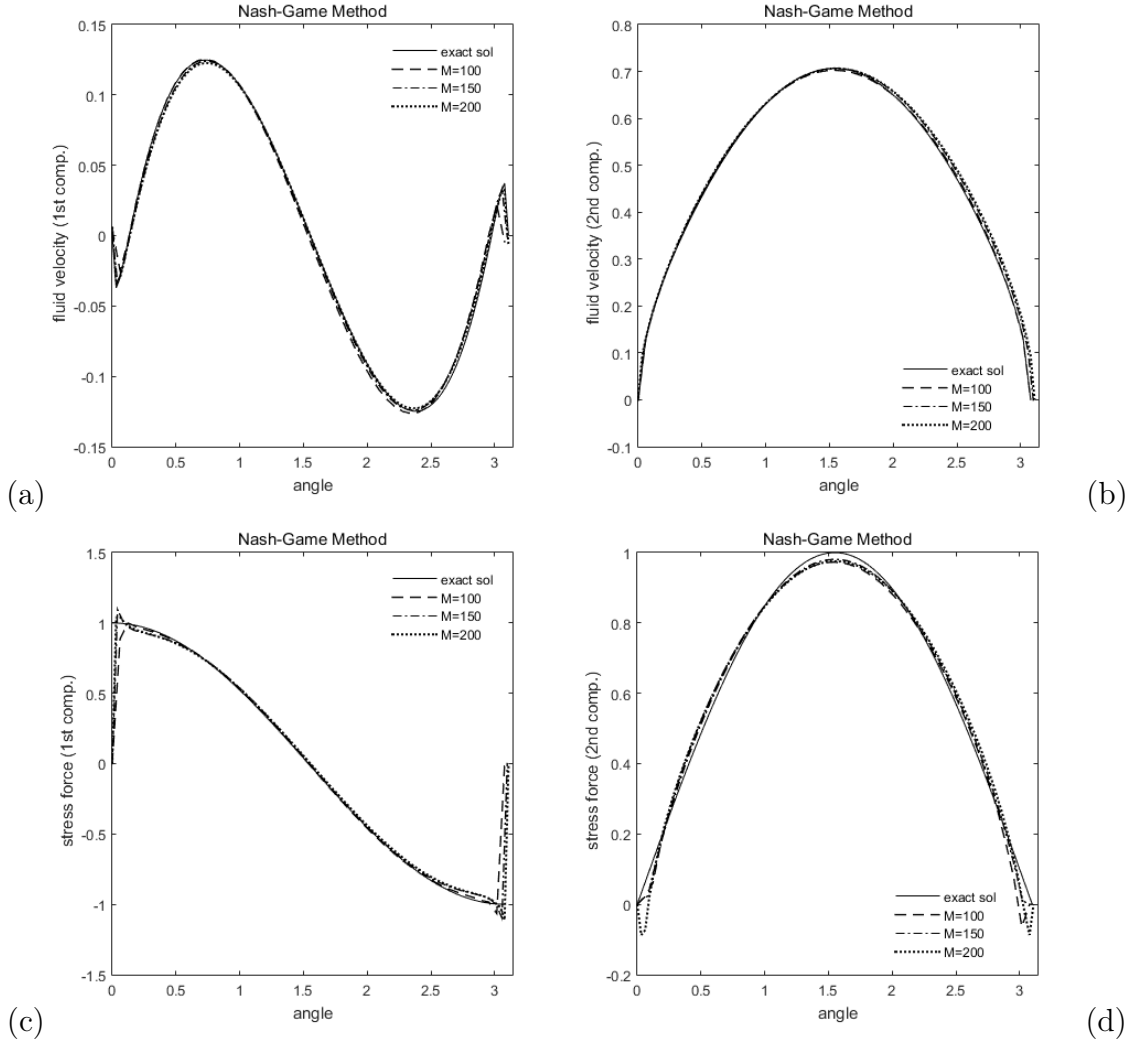 Nash-Game Method
0.15
0.1
0.05
0
-0.05
-0.1
-0.15
fluid velocity (1st comp.)
exact sol
M=100
M=150
M=200
0 0.5 1 1.5 2 2.5 3
angle
(a)
Nash-Game Method
0.8
0.7
0.6
0.5
0.4
0.3
0.2
0.1
0
-0.1
fluid velocity (2nd comp.)
exact sol
M=100
M=150
M=200
0 0.5 1 1.5 2 2.5 3
angle
(b)
Nash-Game Method
1.5
1
0.5
0
-0.5
-1
-1.5
stress force (1st comp.)
exact sol
M=100
M=150
M=200
0 0.5 1 1.5 2 2.5 3
angle
(c)
Nash-Game Method
1
0.8
0.6
0.4
0.2
0
-0.2
stress force (2nd comp.)
exact sol
M=100
M=150
M=200
0 0.5 1 1.5 2 2.5 3
angle
(d)